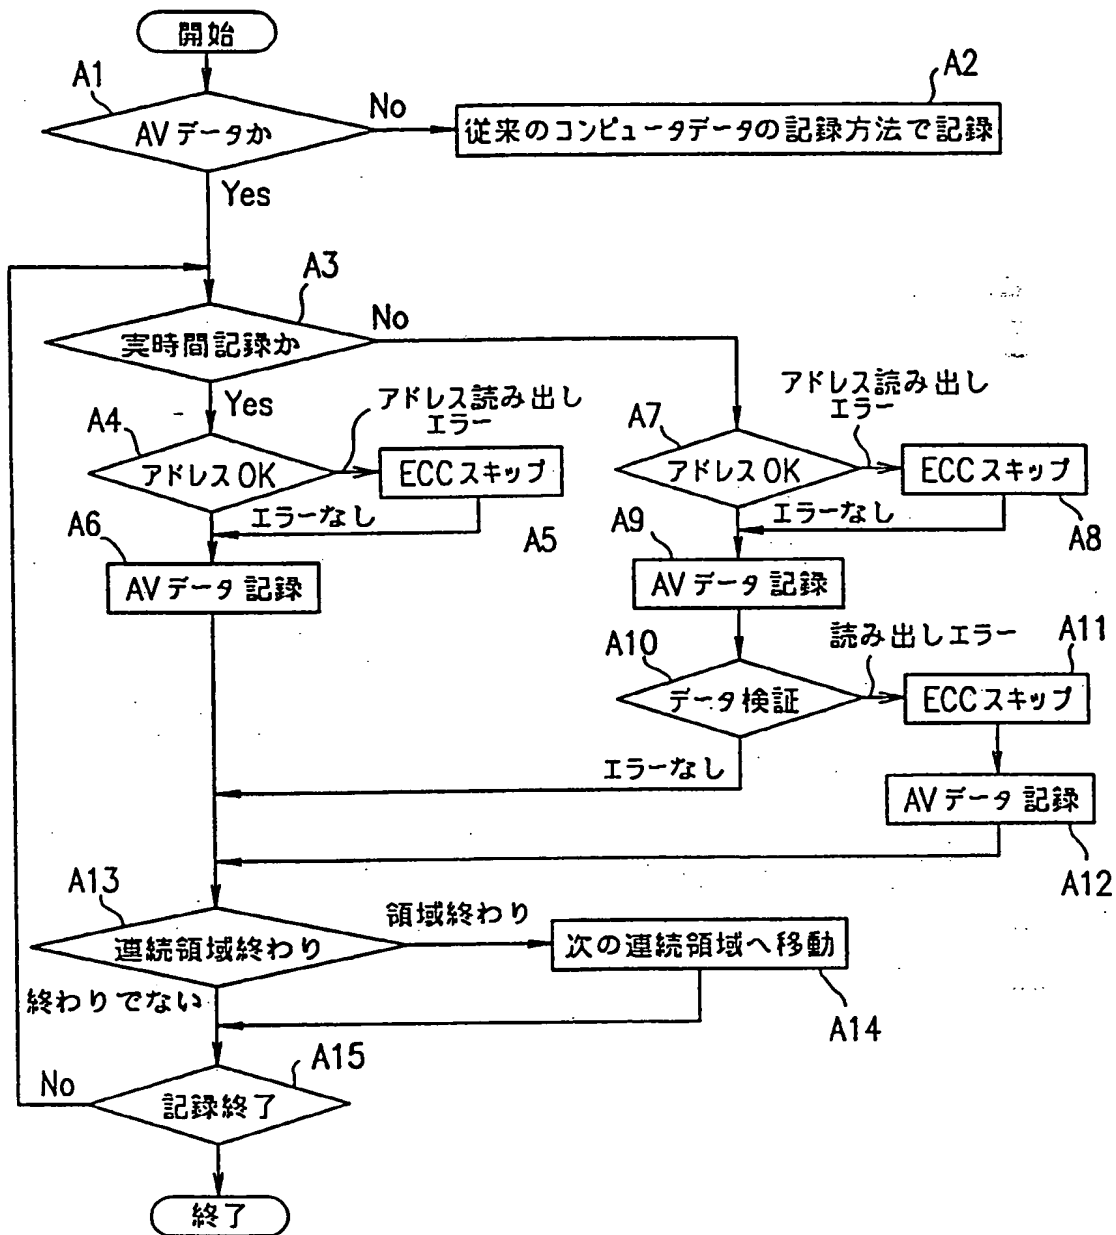 開始
A1
AVデータか
No
A2
従来のコンピュータデータの記録方法で記録
Yes
A3
実時間記録か
No
Yes
A4
アドレスOK
アドレス読み出し
エラー
ECCスキップ
A5
エラーなし
A6
AVデータ記録
A7
アドレスOK
アドレス読み出し
エラー
ECCスキップ
A8
エラーなし
A9
AVデータ記録
A10
データ検証
読み出しエラー
A11
ECCスキップ
エラーなし
AVデータ記録
A12
A13
連続領域終わり
領域終わり
次の連続領域へ移動
A14
終わりでない
A15
記録終了
No
終了